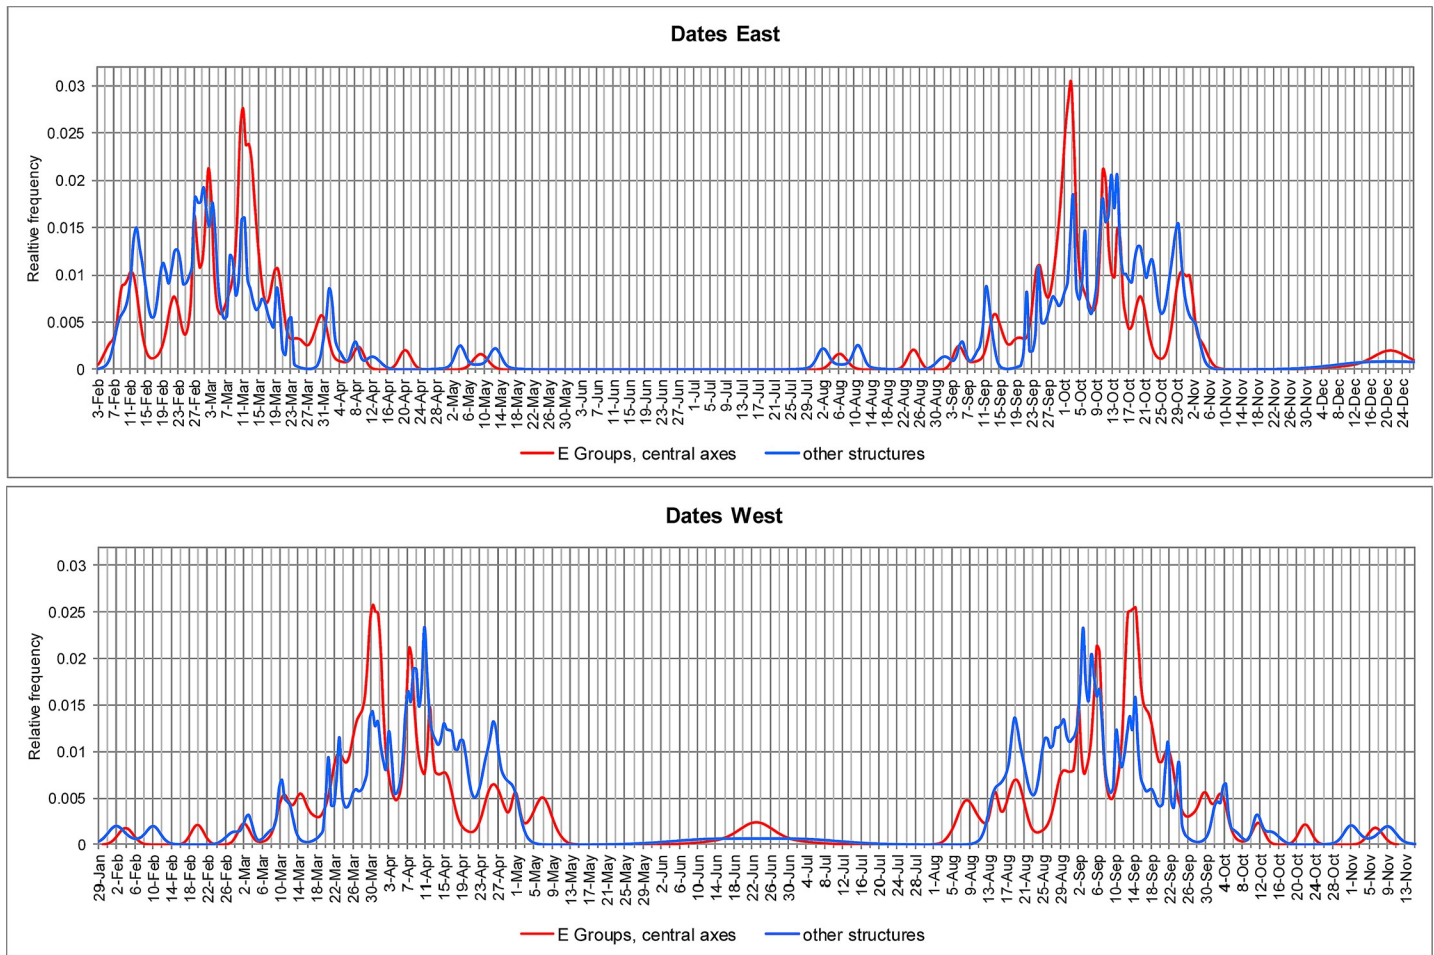 Dates East
Realtive frequency
0.03
0.025
0.02
0.015
0.01
0.005
0
3-Feb 7-Feb 11-Feb 15-Feb 19-Feb 23-Feb 27-Feb 3-Mar 7-Mar 11-Mar 15-Mar 19-Mar 23-Mar 27-Mar 31-Mar 4-Apr 8-Apr 12-Apr 16-Apr 20-Apr 24-Apr 28-Apr 2-May 6-May 10-May 14-May 18-May 22-May 26-May 30-May 3-Jun 7-Jun 11-Jun 15-Jun 19-Jun 23-Jun 27-Jun 1-Jul 5-Jul 9-Jul 13-Jul 17-Jul 21-Jul 25-Jul 29-Jul 2-Aug 6-Aug 10-Aug 14-Aug 18-Aug 22-Aug 26-Aug 30-Aug 3-Sep 7-Sep 11-Sep 15-Sep 19-Sep 23-Sep 27-Sep 1-Oct 5-Oct 9-Oct 13-Oct 17-Oct 21-Oct 25-Oct 29-Oct 2-Nov 6-Nov 10-Nov 14-Nov 18-Nov 22-Nov 26-Nov 30-Nov 4-Dec 8-Dec 12-Dec 16-Dec 20-Dec 24-Dec
E Groups, central axes other structures
Dates West
Relative frequency
0.03
0.025
0.02
0.015
0.01
0.005
0
29-Jan 2-Feb 6-Feb 10-Feb 14-Feb 18-Feb 22-Feb 26-Feb 2-Mar 6-Mar 10-Mar 14-Mar 18-Mar 22-Mar 26-Mar 30-Mar 3-Apr 7-Apr 11-Apr 15-Apr 19-Apr 23-Apr 27-Apr 1-May 5-May 9-May 13-May 17-May 21-May 25-May 29-May 2-Jun 6-Jun 10-Jun 14-Jun 18-Jun 22-Jun 26-Jun 30-Jun 4-Jul 8-Jul 12-Jul 16-Jul 20-Jul 24-Jul 28-Jul 1-Aug 5-Aug 9-Aug 13-Aug 17-Aug 21-Aug 25-Aug 29-Aug 2-Sep 6-Sep 10-Sep 14-Sep 18-Sep 22-Sep 26-Sep 30-Sep 4-Oct 8-Oct 12-Oct 16-Oct 20-Oct 24-Oct 28-Oct 1-Nov 5-Nov 9-Nov 13-Nov
E Groups, central axes other structures